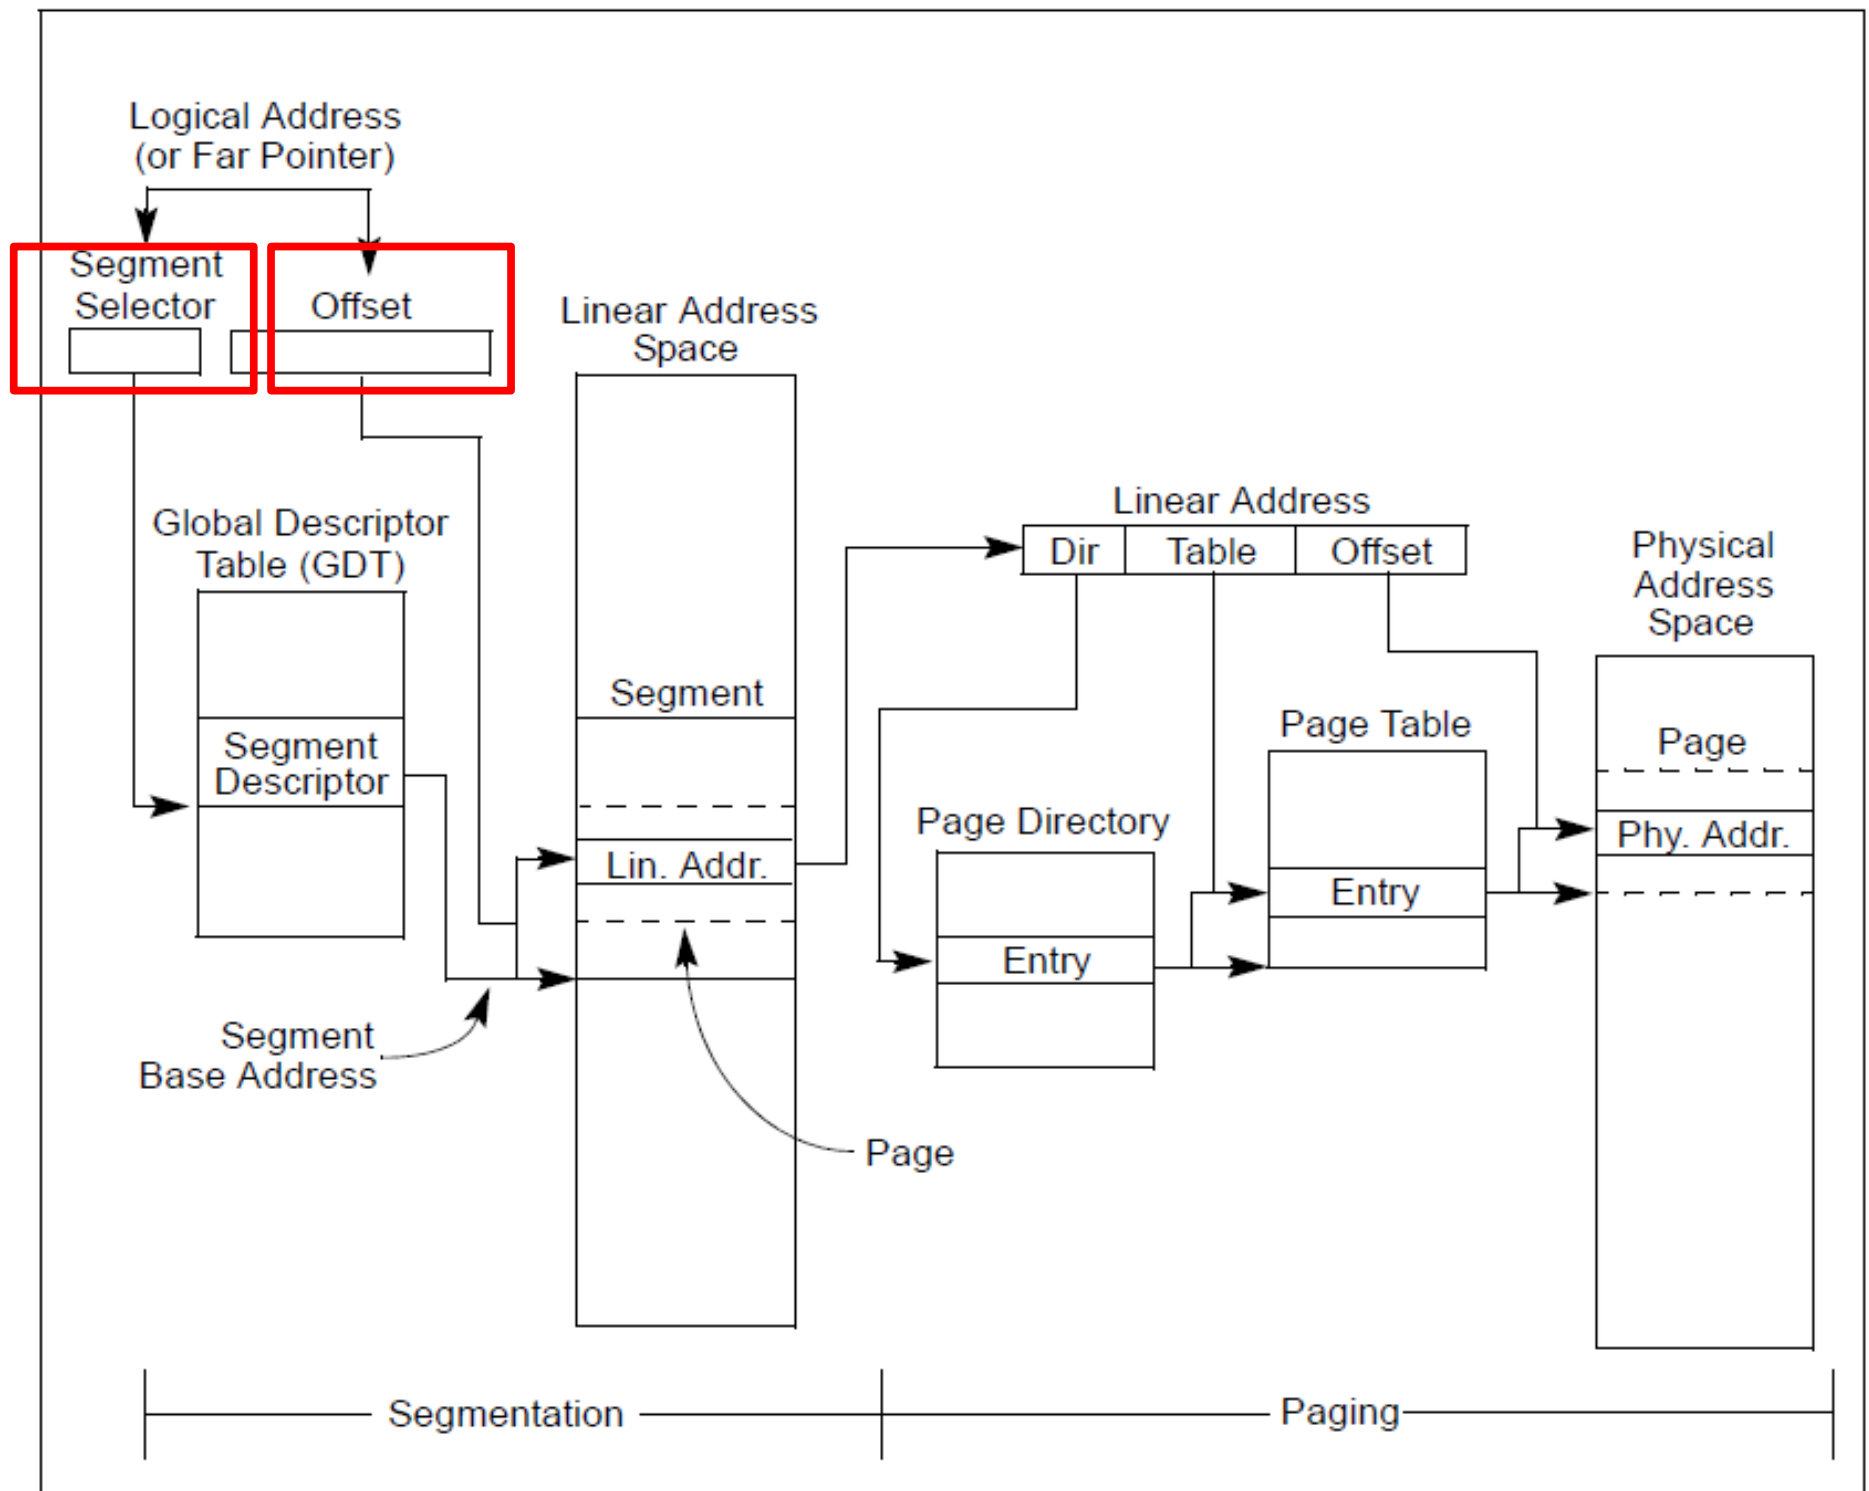 Logical Address
(or Far Pointer)
Segment
Selector
Offset
Linear Address
Space
Global Descriptor
Table (GDT)
Segment
Descriptor
Segment
Lin. Addr.
Segment
Base Address
Page
Linear Address
Dir
Table
Offset
Page Directory
Entry
Page Table
Entry
Physical
Address
Space
Page
Phy. Addr.
Segmentation
Paging